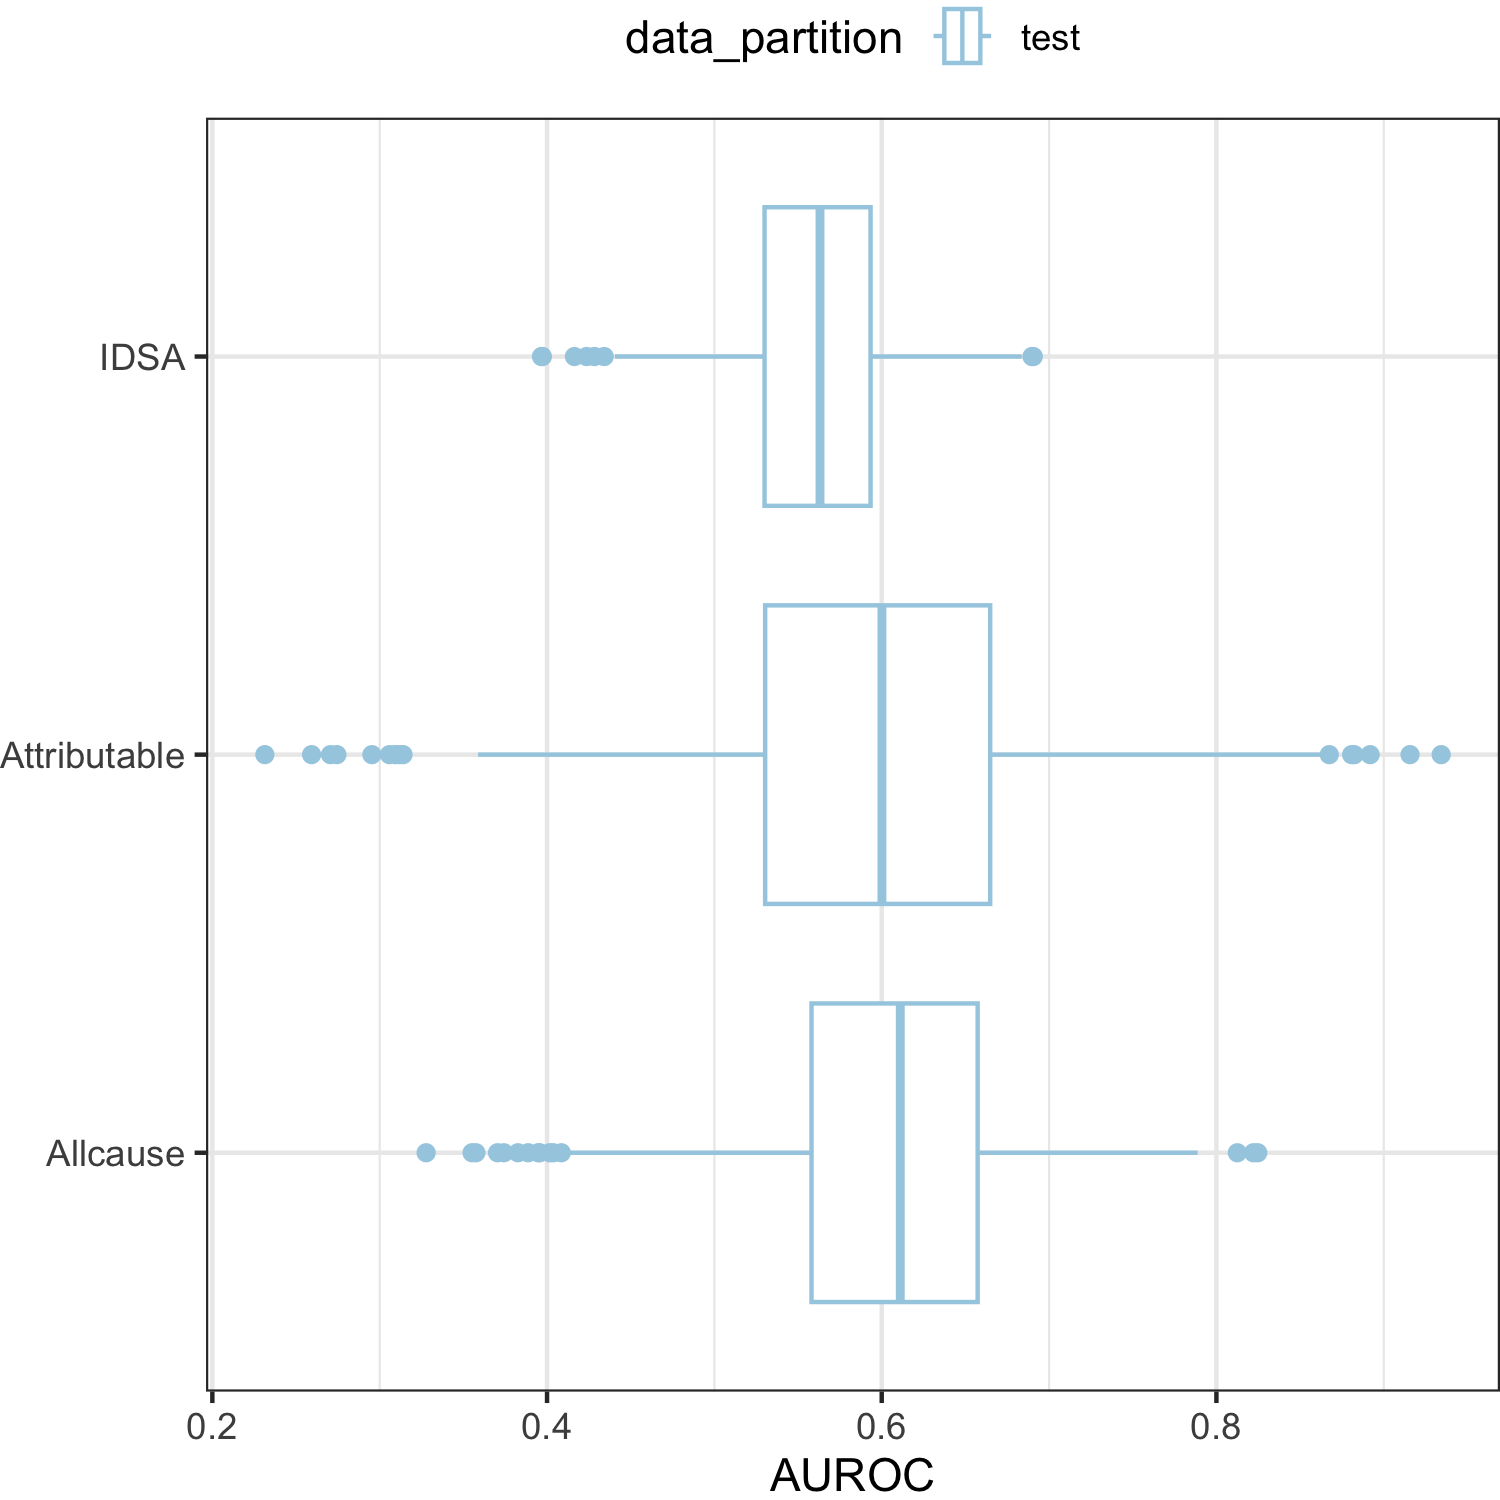 data_partition test
IDSA
Attributable
Allcause
0.2 0.4 0.6 0.8
AUROC